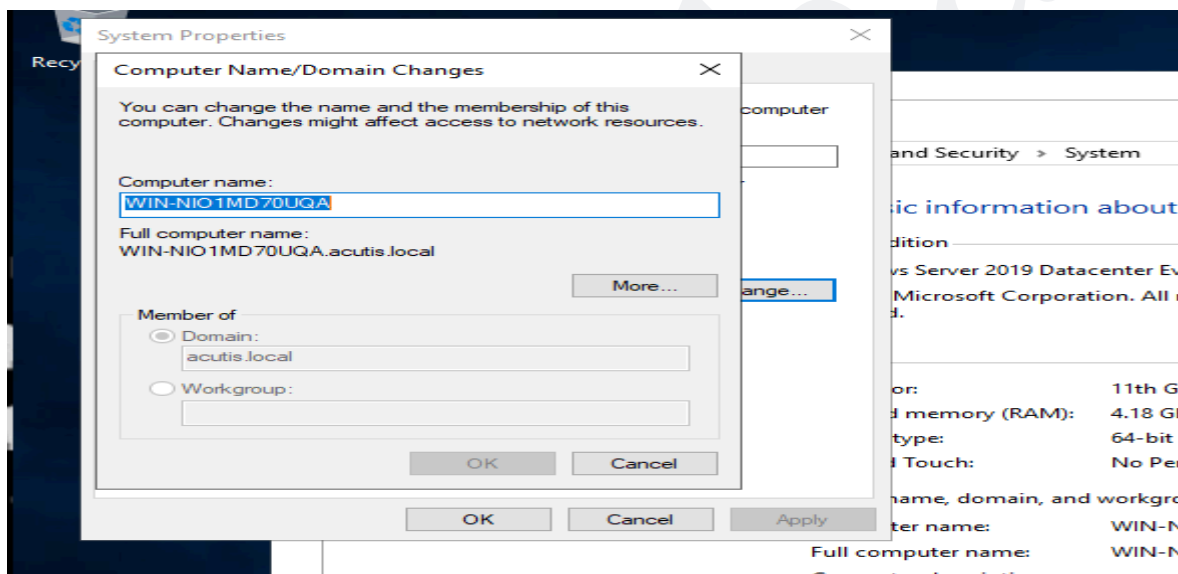 Recy
System Properties
Computer Name/Domain Changes
You can change the name and the membership of this
computer. Changes might affect access to network resources.
Computer name:
WIN-NIO1MD70UQA
Full computer name:
WIN-NIO1MD70UQA.acutis.local
More...
Member of
Domain:
acutis.local
Workgroup:
OK Cancel
OK Cancel Apply
computer
ange...
and Security > System
ic information about
dition
vs Server 2019 Datacenter Ev
Microsoft Corporation. All
d.
or: 11th G
d memory (RAM): 4.18 G
type: 64-bit
d Touch: No Pe
name, domain, and workgro
ter name: WIN-N
Full computer name: WIN-N